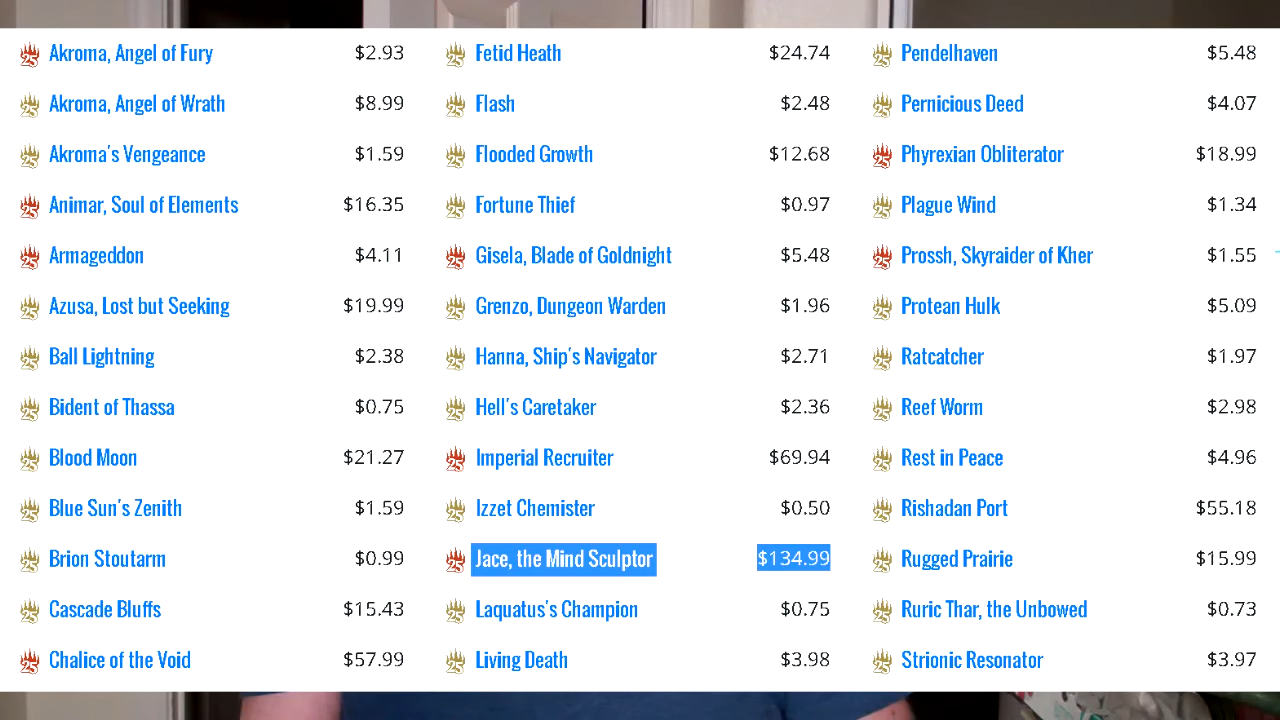 Akroma, Angel of Fury $2.93
Akroma, Angel of Wrath $8.99
Akroma's Vengeance $1.59
Animar, Soul of Elements $16.35
Armageddon $4.11
Azusa, Lost but Seeking $19.99
Ball Lightning $2.38
Bident of Thassa $0.75
Blood Moon $21.27
Blue Sun's Zenith $1.59
Brion Stoutarm $0.99
Cascade Bluffs $15.43
Chalice of the Void $57.99
Fetid Heath $24.74
Flash $2.48
Flooded Growth $12.68
Fortune Thief $0.97
Gisela, Blade of Goldnight $5.48
Grenzo, Dungeon Warden $1.96
Hanna, Ship's Navigator $2.71
Hell's Caretaker $2.36
Imperial Recruiter $69.94
Izzet Chemister $0.50
Jace, the Mind Sculptor $134.99
Laquatus's Champion $0.75
Living Death $3.98
Pendelhaven $5.48
Pernicious Deed $4.07
Phyrexian Obliterator $18.99
Plague Wind $1.34
Prossh, Skyraider of Kher $1.55
Protean Hulk $5.09
Ratcatcher $1.97
Reef Worm $2.98
Rest in Peace $4.96
Rishadan Port $55.18
Rugged Prairie $15.99
Ruric Thar, the Unbowed $0.73
Strionic Resonator $3.97